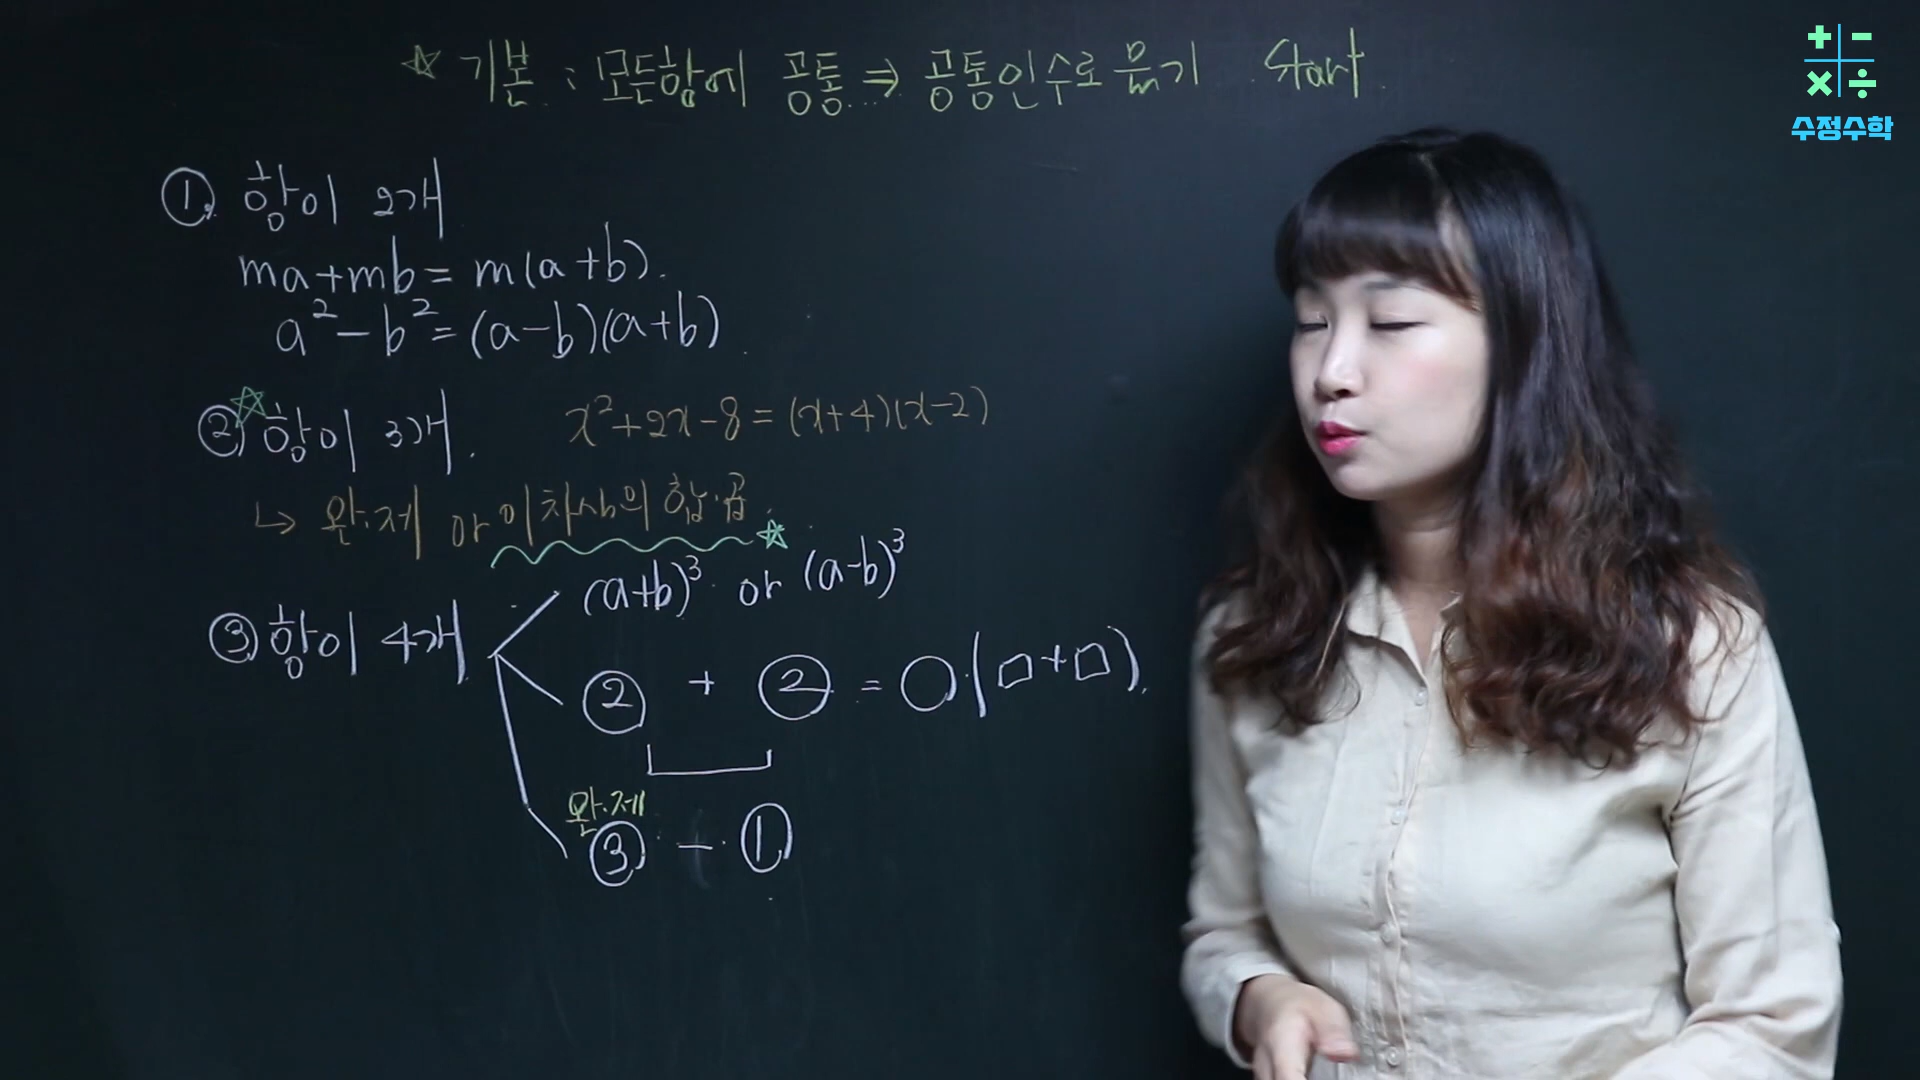 ☆ 기본 : 모든항에 공통 ⇒ 공통인수로 묶기 Start
수정수학
① 항이 2개
ma+mb = m(a+b).
a²-b² = (a-b)(a+b)
② ☆ 항이 3개. x²+2x-8 = (x+4)(x-2)
↳ 완.제 or 이차식의 합.곱 ☆
(a+b)³ or (a-b)³
③ 항이 4개
② + ② = ○(□+□).
완.제
③ - ①